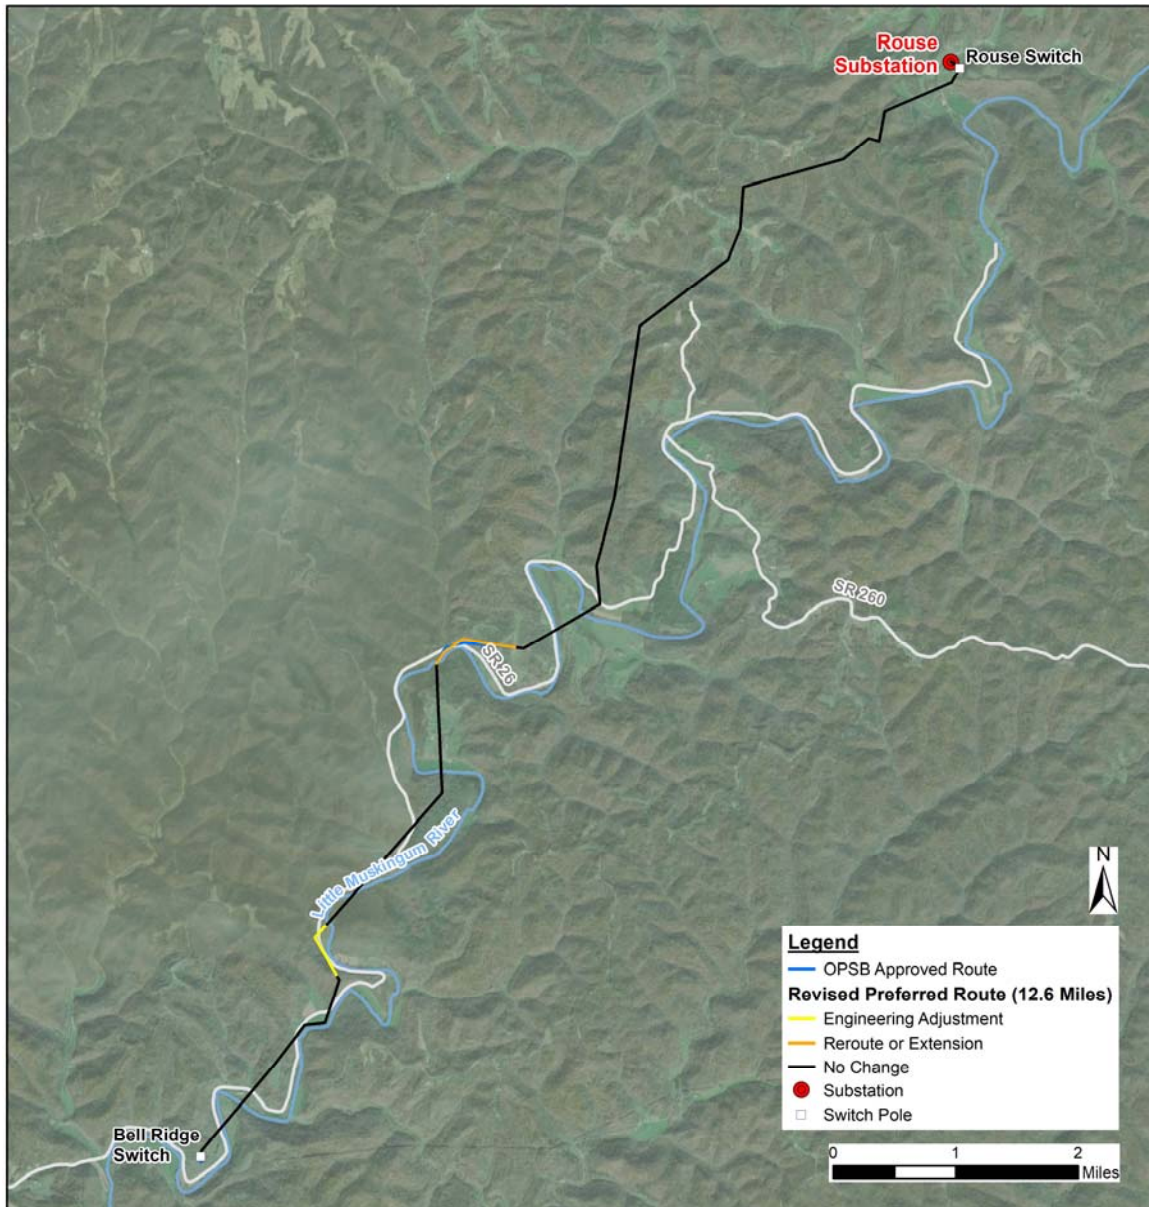 Rouse
Substation
Rouse Switch
SR 260
SR 26
Little Muskingum River
N
Legend
OPSB Approved Route
Revised Preferred Route (12.6 Miles)
Engineering Adjustment
Reroute or Extension
No Change
Substation
Switch Pole
Bell Ridge
Switch
0 1 2
Miles